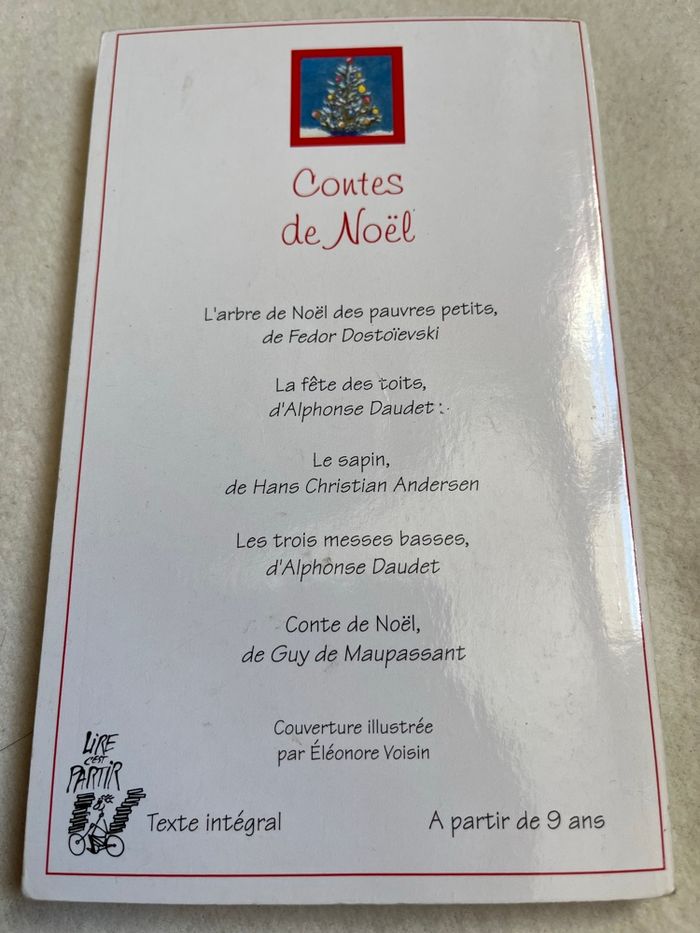 Contes
de Noël
L'arbre de Noël des pauvres petits,
de Fedor Dostoïevski
La fête des toits,
d'Alphonse Daudet :
Le sapin,
de Hans Christian Andersen
Les trois messes basses,
d'Alphonse Daudet
Conte de Noël,
de Guy de Maupassant
Couverture illustrée
par Éléonore Voisin
LIRE
C'EST
PARTIR
Texte intégral
A partir de 9 ans